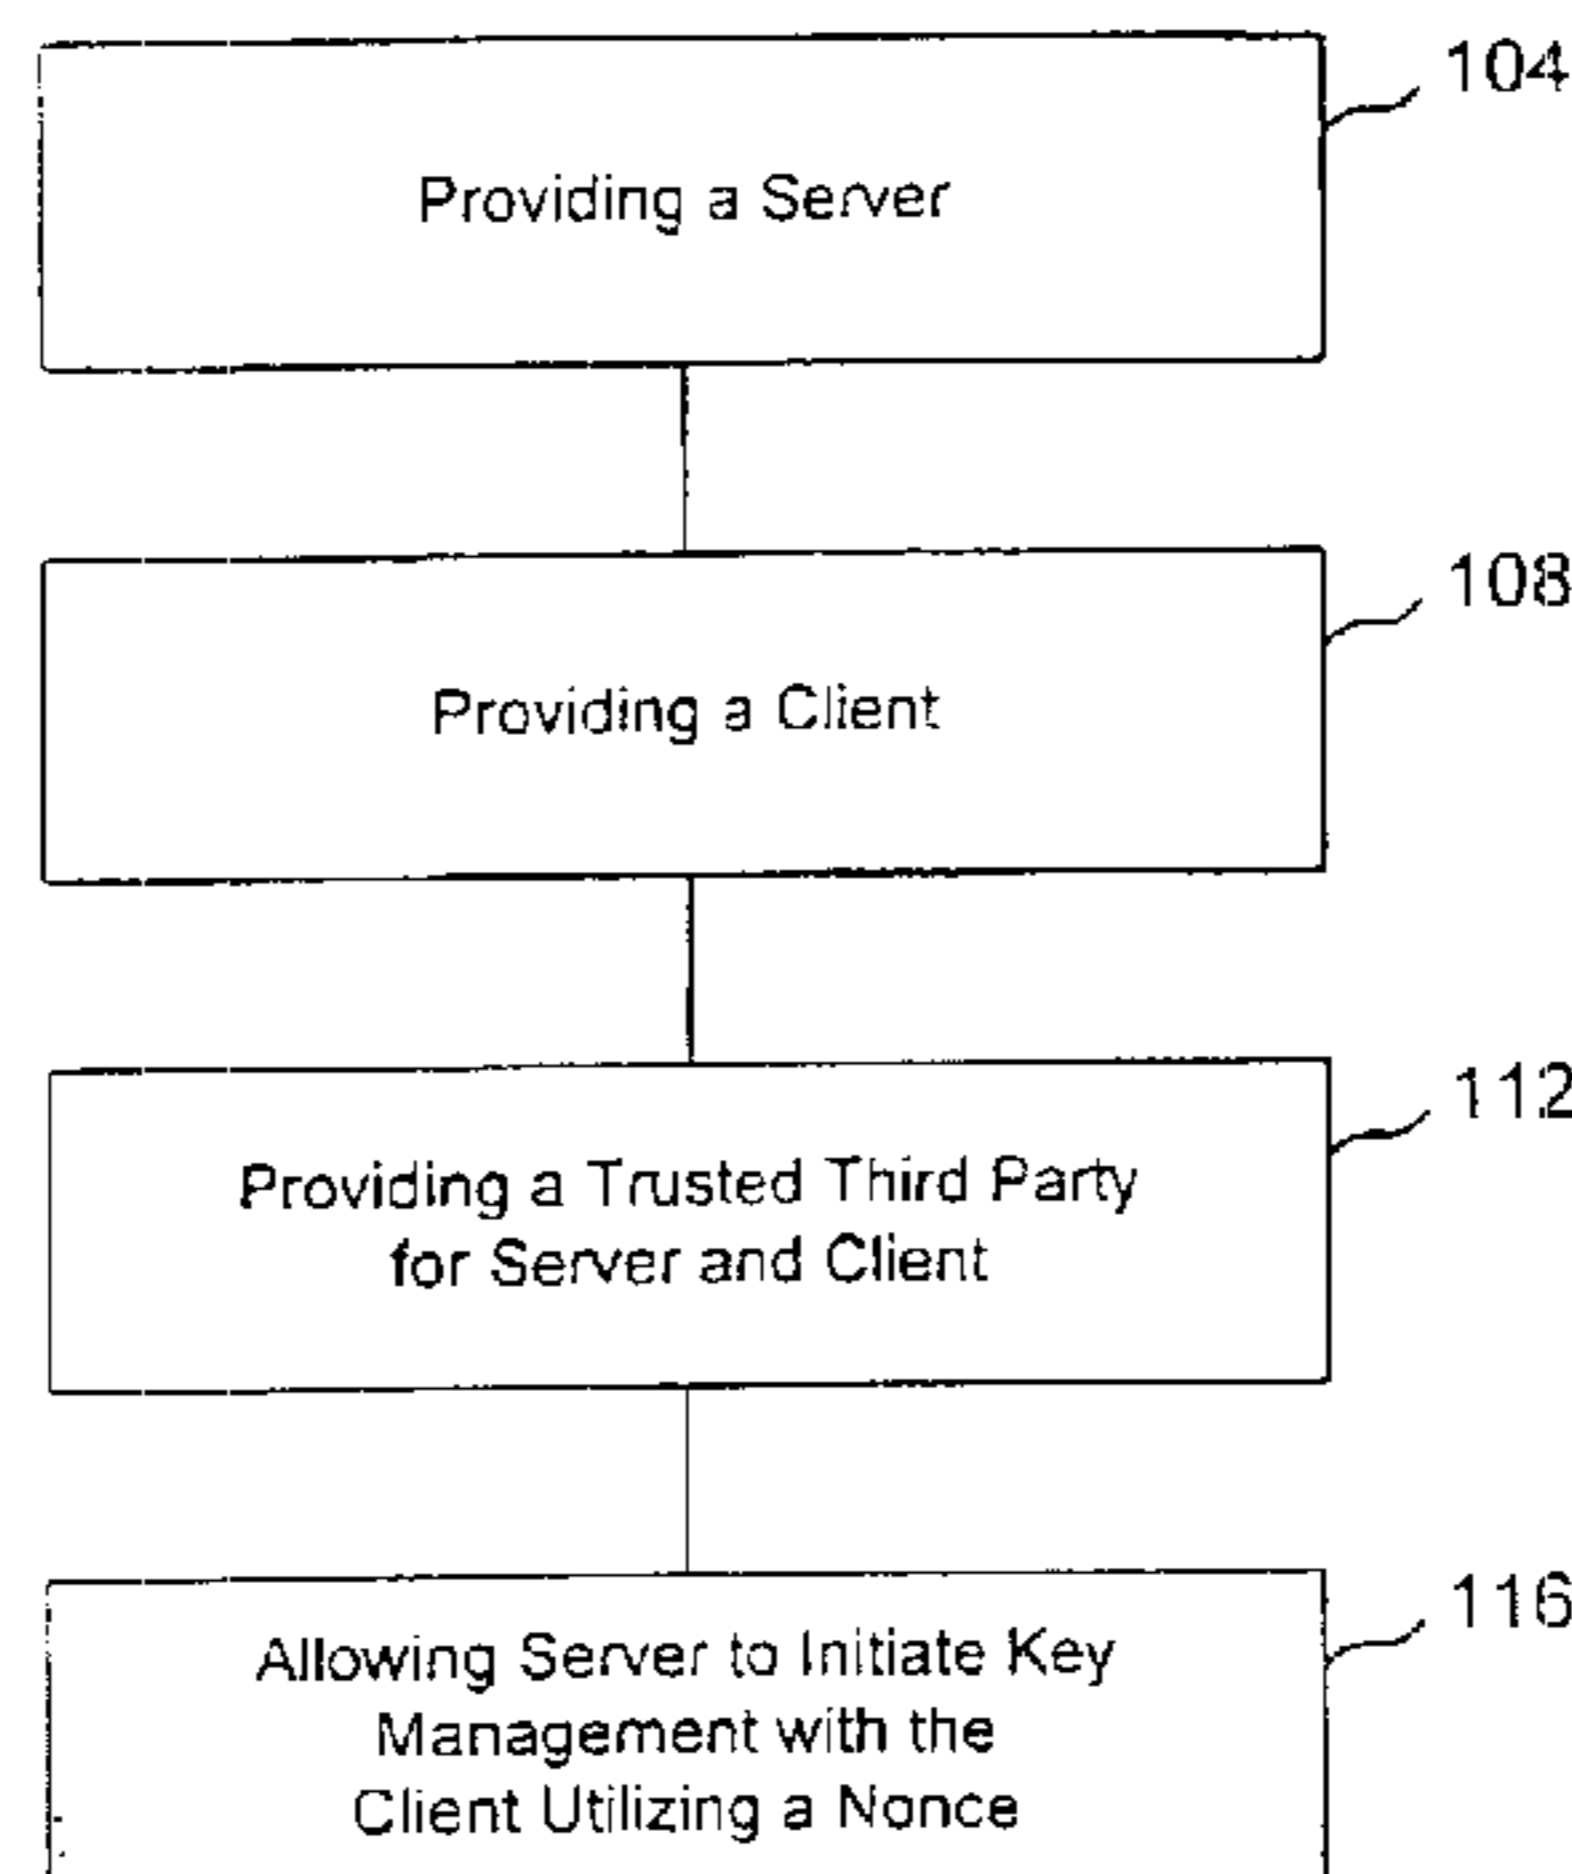 104
Providing a Server
108
Providing a Client
112
Providing a Trusted Third Party
for Server and Client
116
Allowing Server to Initiate Key
Management with the
Client Utilizing a Nonce